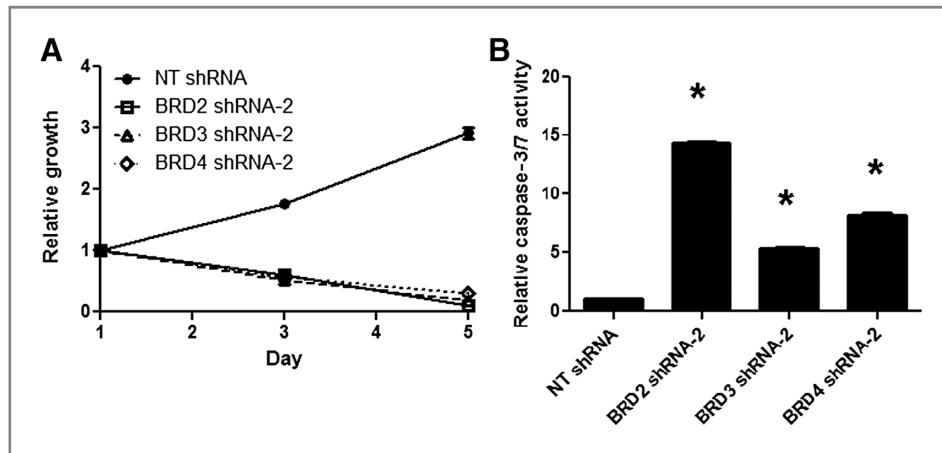 A
4
3
2
1
0
Relative growth
NT shRNA
BRD2 shRNA-2
BRD3 shRNA-2
BRD4 shRNA-2
1
2
3
4
5
Day
B
20
15
10
5
0
Relative caspase-3/7 activity
*
*
*
NT shRNA
BRD2 shRNA-2
BRD3 shRNA-2
BRD4 shRNA-2